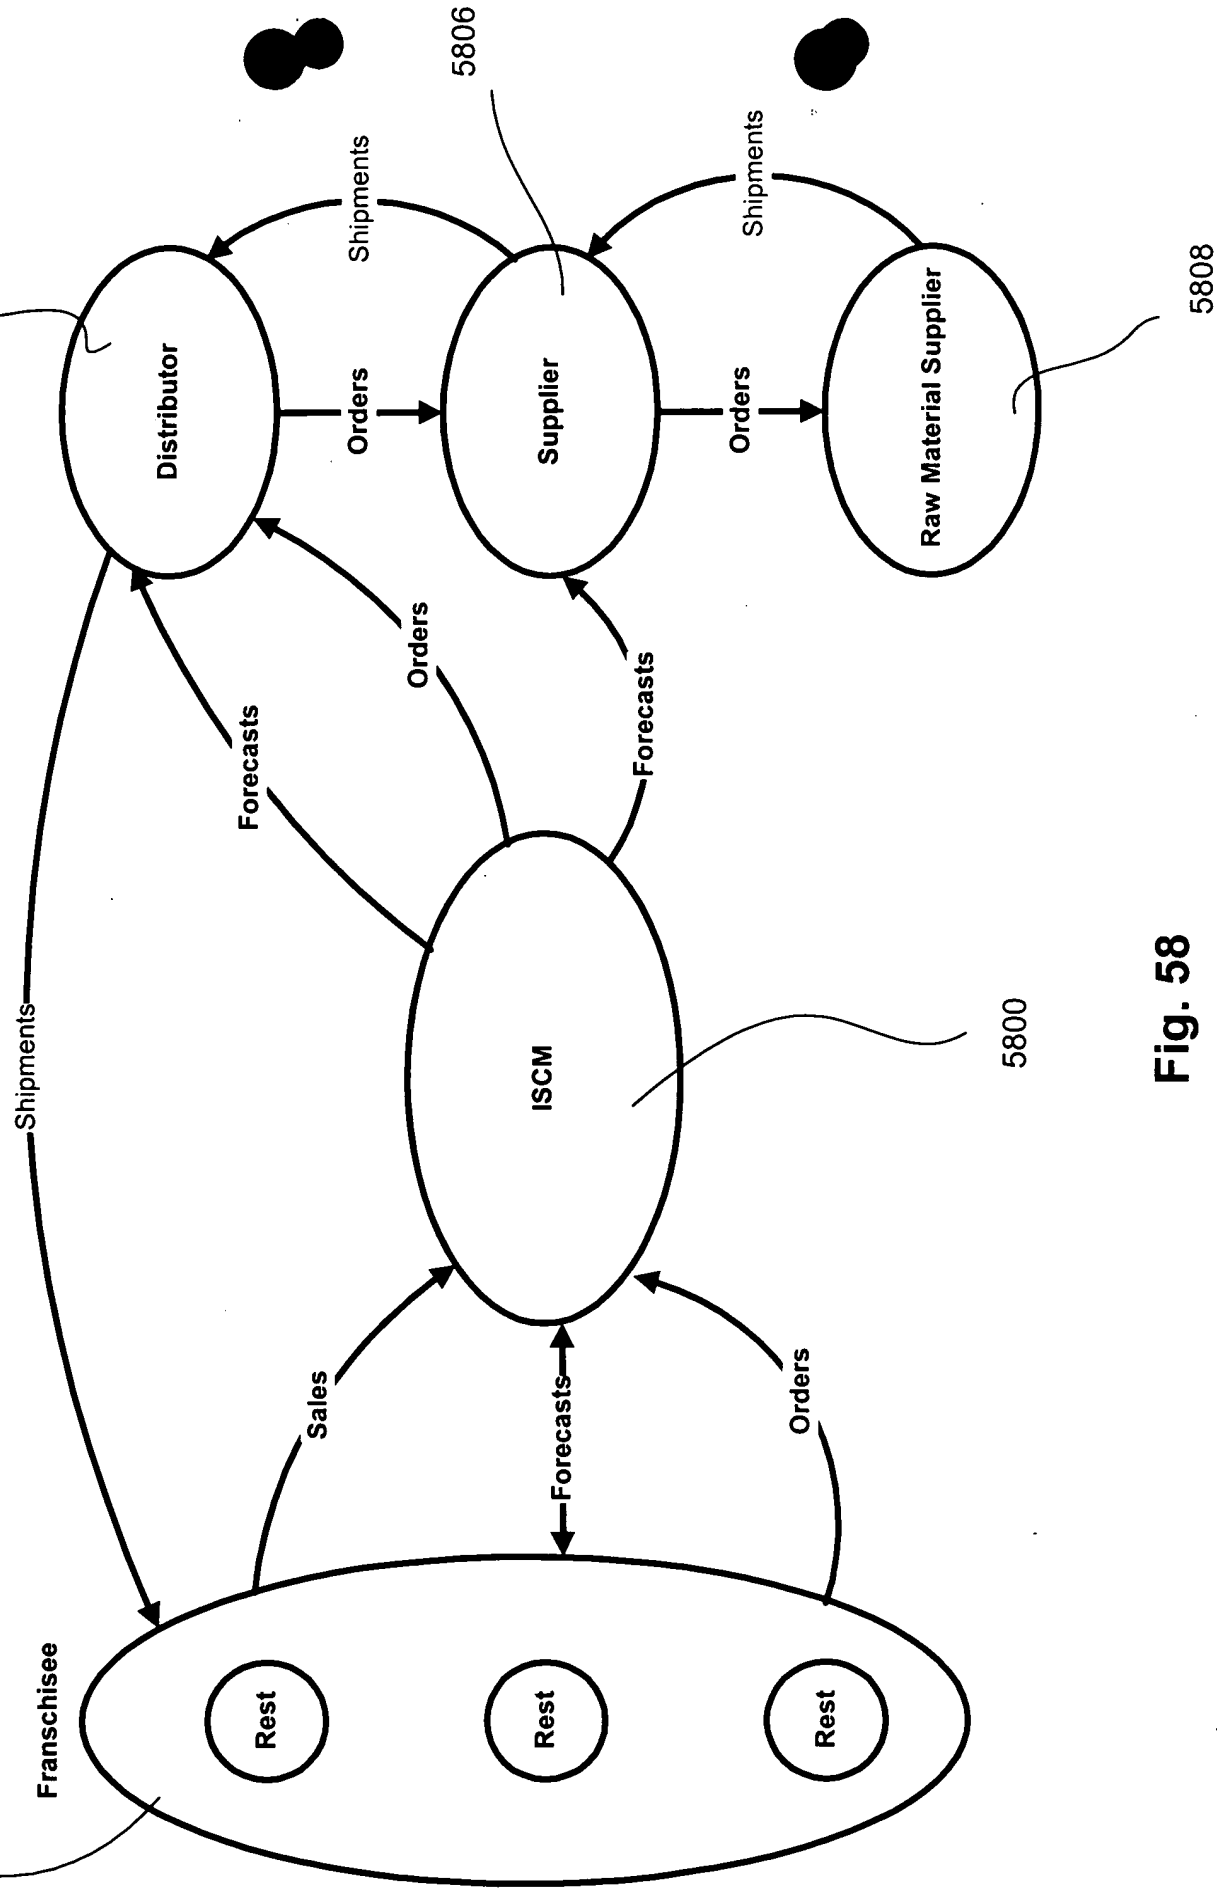 Franschisee
Rest
Rest
Rest
Shipments
Sales
Forecasts
Orders
ISCM
5800
Forecasts
Orders
Forecasts
Distributor
Orders
Shipments
Supplier
5806
Orders
Shipments
Raw Material Supplier
5808
Fig. 58